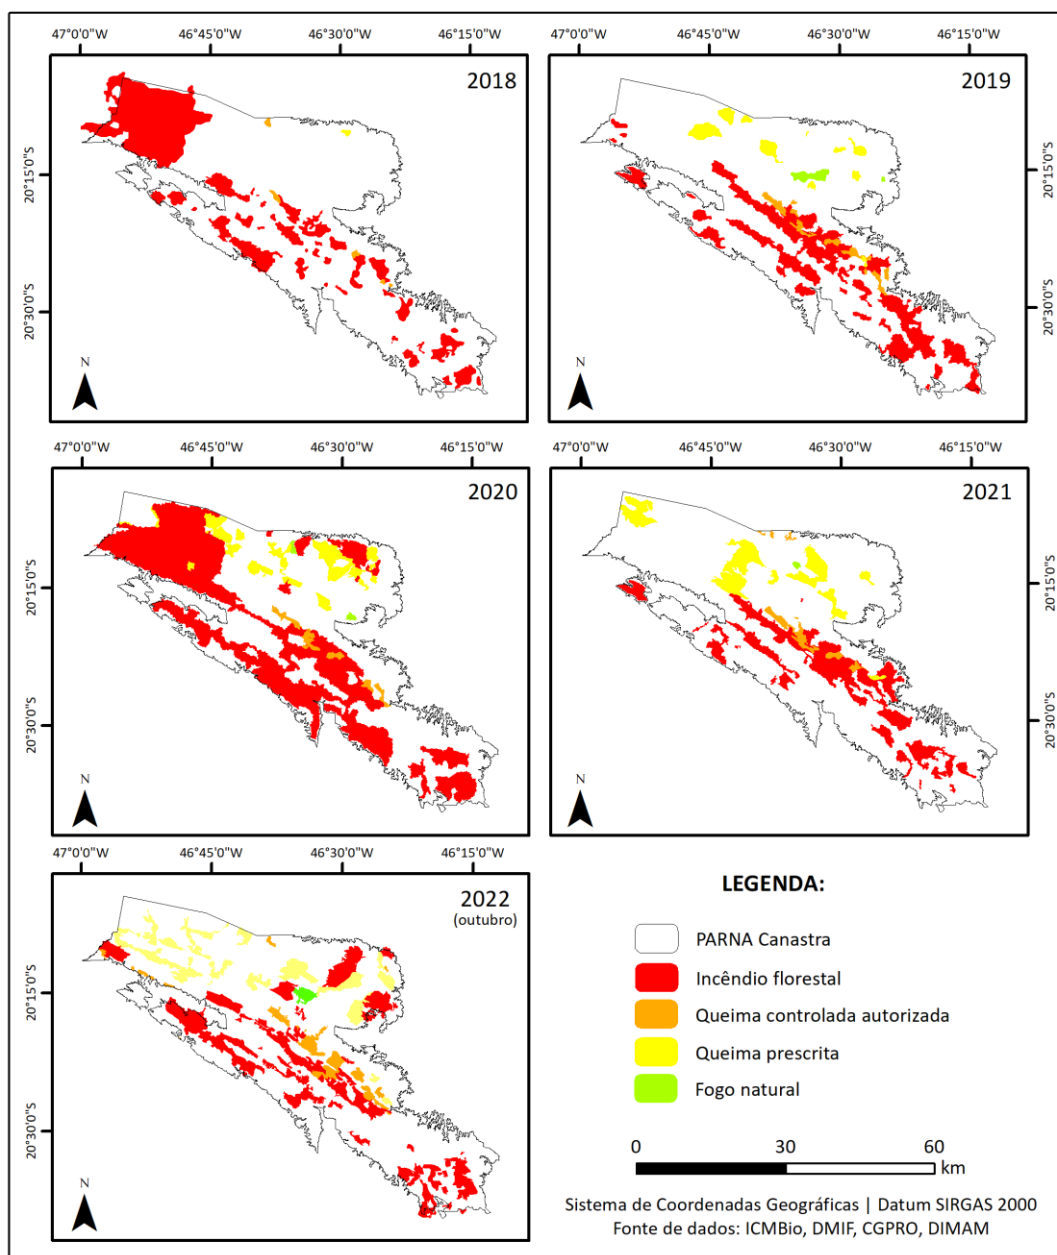 47°0'0"W 46°45'0"W 46°30'0"W 46°15'0"W
2018
20°15'0"S
20°30'0"S
N
47°0'0"W 46°45'0"W 46°30'0"W 46°15'0"W
2019
20°15'0"S
20°30'0"S
N
47°0'0"W 46°45'0"W 46°30'0"W 46°15'0"W
2020
20°15'0"S
20°30'0"S
N
47°0'0"W 46°45'0"W 46°30'0"W 46°15'0"W
2021
20°15'0"S
20°30'0"S
N
47°0'0"W 46°45'0"W 46°30'0"W 46°15'0"W
2022
(outubro)
20°15'0"S
20°30'0"S
N
LEGENDA:
PARNA Canastra
Incêndio florestal
Queima controlada autorizada
Queima prescrita
Fogo natural
0 30 60
km
Sistema de Coordenadas Geográficas | Datum SIRGAS 2000
Fonte de dados: ICMBio, DMIF, CGPRO, DIMAM